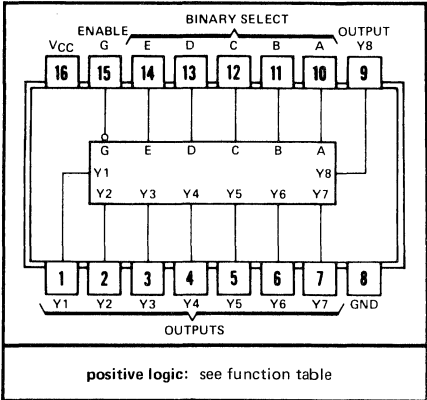 BINARY SELECT
ENABLE OUTPUT
VCC G E D C B A Y8
16 15 14 13 12 11 10 9
G E D C B A
Y1 Y8
Y2 Y3 Y4 Y5 Y6 Y7
1 2 3 4 5 6 7 8
Y1 Y2 Y3 Y4 Y5 Y6 Y7 GND
OUTPUTS
positive logic: see function table